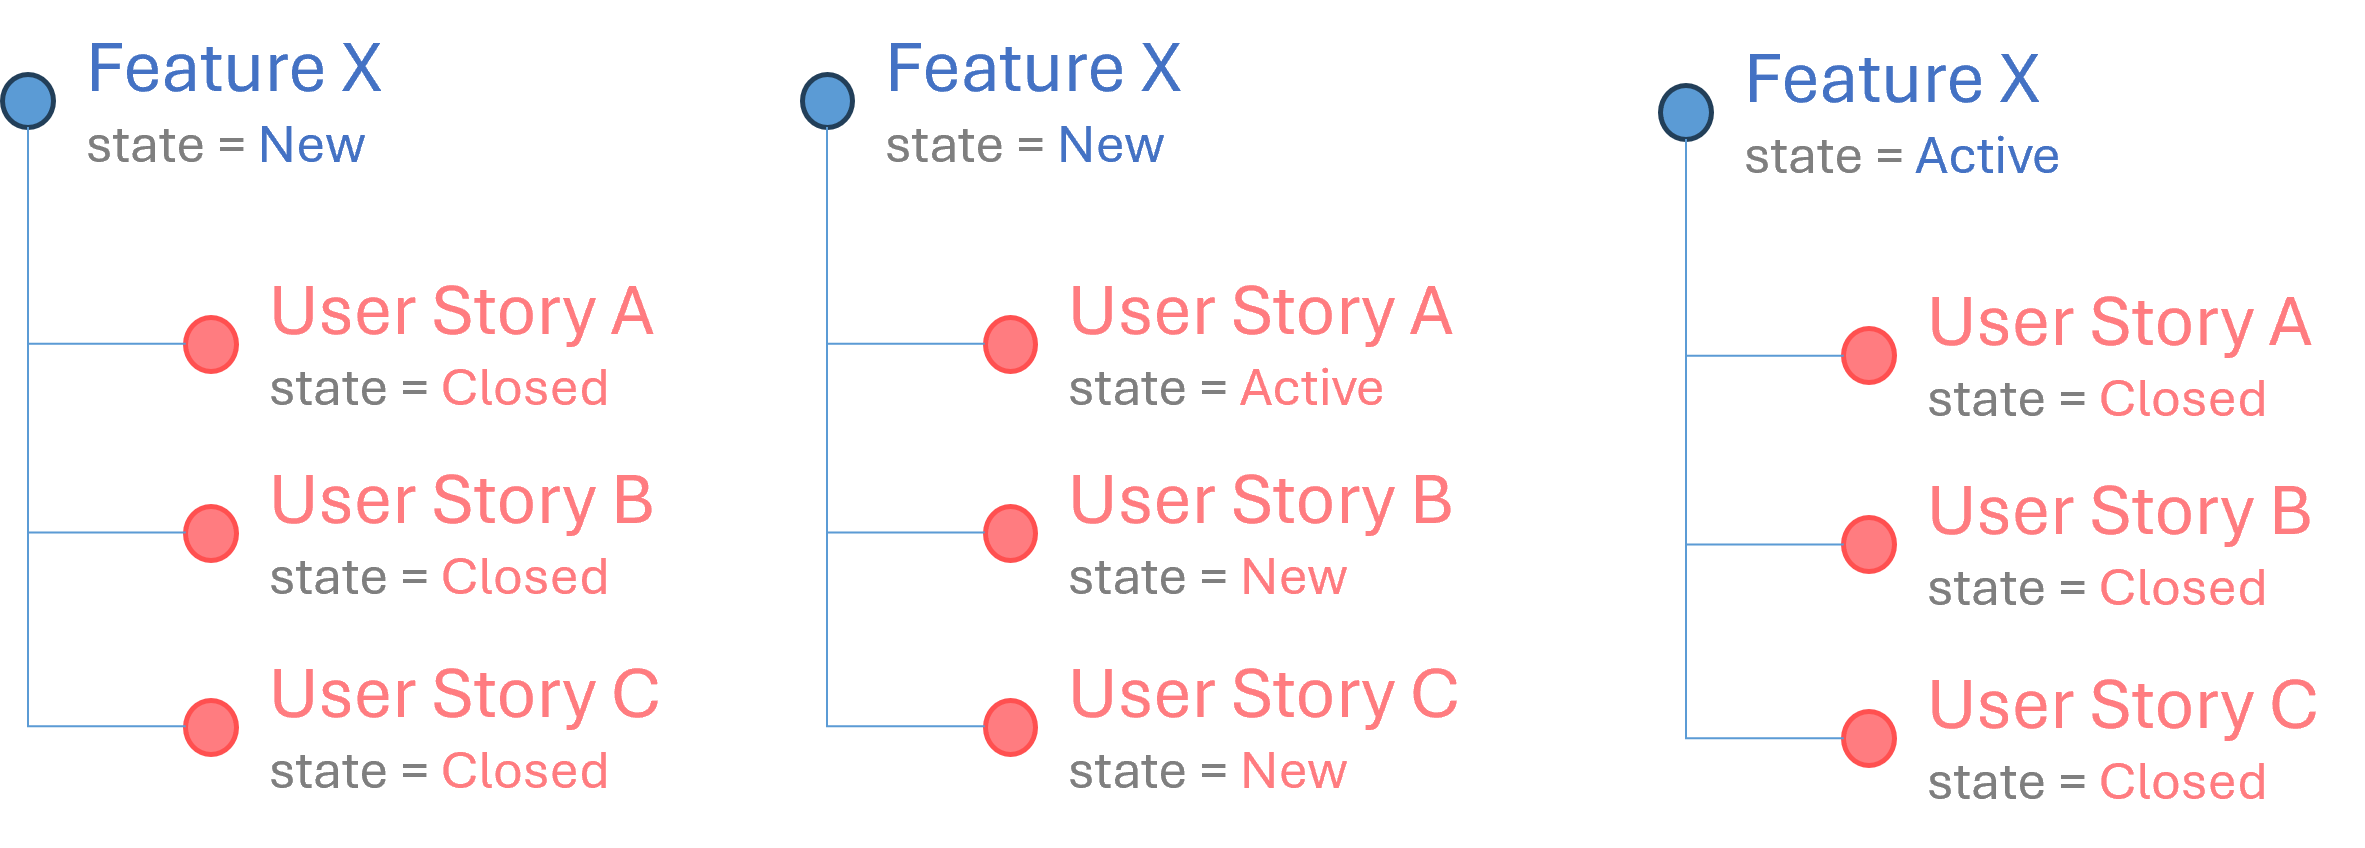 Feature X
state = New
User Story A
state = Closed
User Story B
state = Closed
User Story C
state = Closed
Feature X
state = New
User Story A
state = Active
User Story B
state = New
User Story C
state = New
Feature X
state = Active
User Story A
state = Closed
User Story B
state = Closed
User Story C
state = Closed